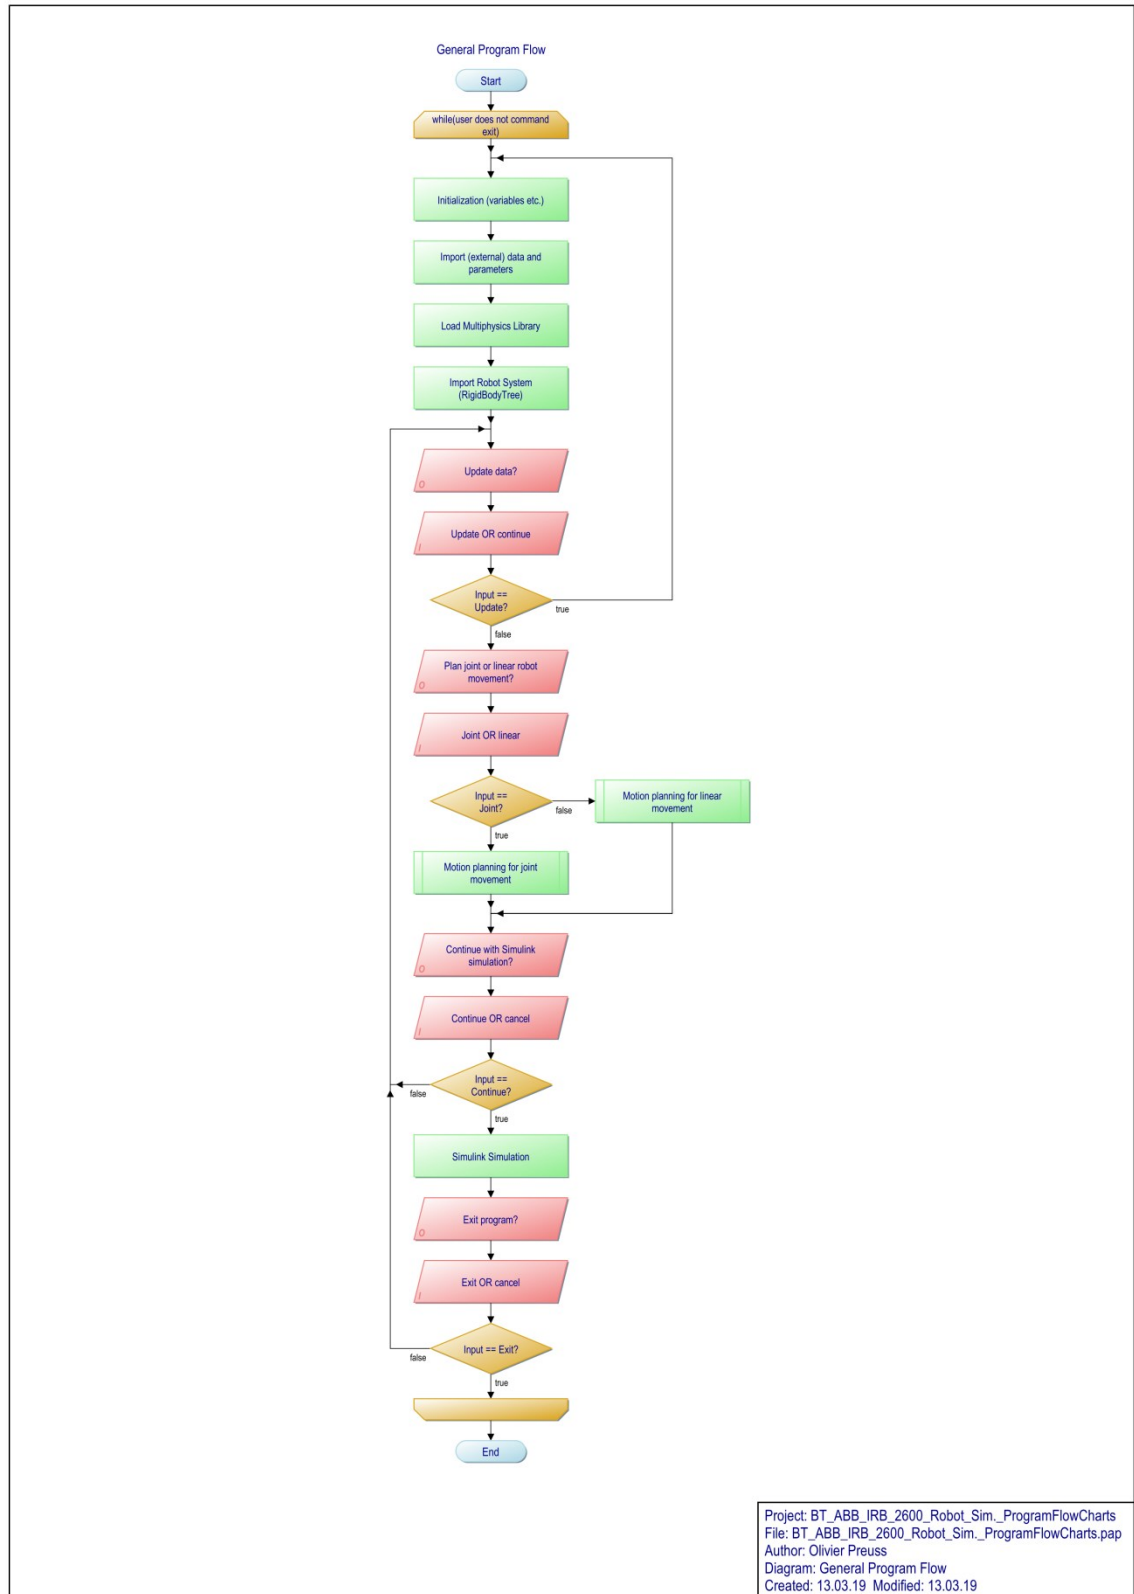 General Program Flow
Start
while(user does not command
exit)
Initialization (variables etc.)
Import (external) data and
parameters
Load Multiphysics Library
Import Robot System
(RigidBodyTree)
Update data?
O
Update OR continue
I
Input ==
Update?
true
false
Plan joint or linear robot
movement?
O
Joint OR linear
I
Input ==
Joint?
false
Motion planning for linear
movement
true
Motion planning for joint
movement
Continue with Simulink
simulation?
O
Continue OR cancel
I
Input ==
Continue?
false
true
Simulink Simulation
Exit program?
O
Exit OR cancel
I
Input == Exit?
false
true
End
Project: BT_ABB_IRB_2600_Robot_Sim._ProgramFlowCharts
File: BT_ABB_IRB_2600_Robot_Sim._ProgramFlowCharts.pap
Author: Olivier Preuss
Diagram: General Program Flow
Created: 13.03.19 Modified: 13.03.19